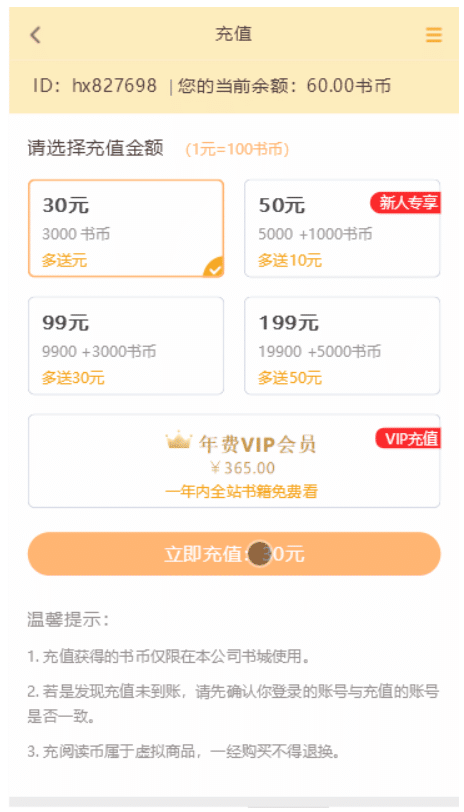 充值
ID：hx827698 |您的当前余额：60.00书币
请选择充值金额 (1元=100书币)
30元
3000 书币
多送元
50元
新人专享
5000 +1000书币
多送10元
99元
9900 +3000书币
多送30元
199元
19900 +5000书币
多送50元
年费VIP会员
VIP充值
￥365.00
一年内全站书籍免费看
立即充值：30元
温馨提示：
1. 充值获得的书币仅限在本公司书城使用。
2. 若是发现充值未到账，请先确认你登录的账号与充值的账号
是否一致。
3. 充阅读币属于虚拟商品，一经购买不得退换。